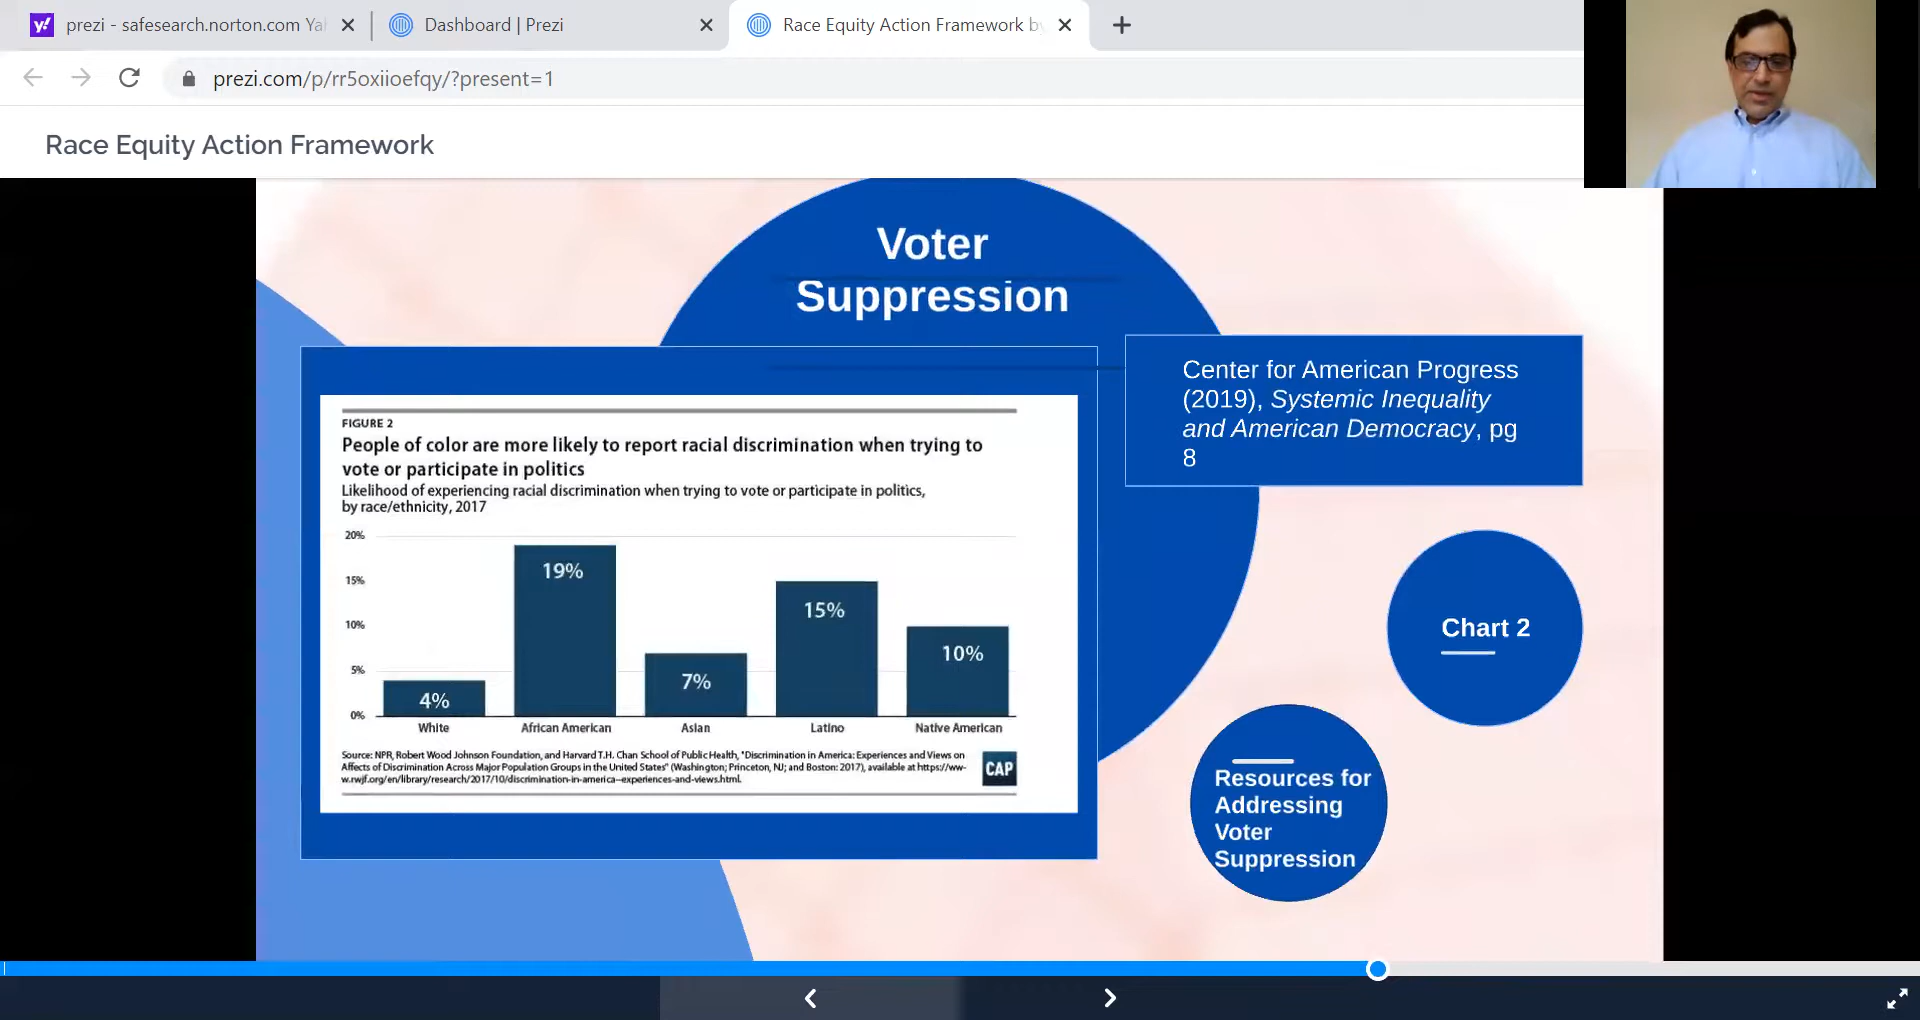 prezi - safesearch.norton.com Ya
Dashboard | Prezi
Race Equity Action Framework by
prezi.com/p/rr5oxiioefqy/?present=1
Race Equity Action Framework
Voter
Suppression
Center for American Progress
(2019), Systemic Inequality
and American Democracy, pg
8
FIGURE 2
People of color are more likely to report racial discrimination when trying to
vote or participate in politics
Likelihood of experiencing racial discrimination when trying to vote or participate in politics,
by race/ethnicity, 2017
20%
15%
10%
5%
0%
4%
19%
7%
15%
10%
White
African American
Asian
Latino
Native American
Source: NPR, Robert Wood Johnson Foundation, and Harvard T.H. Chan School of Public Health, "Discrimination in America: Experiences and Views on
Affects of Discrimination Across Major Population Groups in the United States" (Washington; Princeton, NJ; and Boston: 2017), available at https://ww-
w.rwjf.org/en/library/research/2017/10/discrimination-in-america--experiences-and-views.html.
CAP
Chart 2
Resources for
Addressing
Voter
Suppression